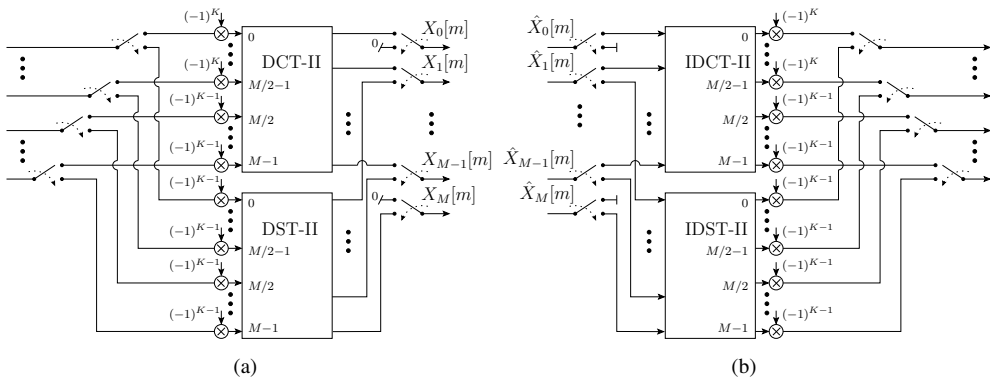 (−1)^K
0
DCT-II
X_0[m]
0
X_1[m]
(−1)^K
M/2−1
(−1)^{K−1}
M/2
(−1)^{K−1}
M−1
X_{M−1}[m]
(−1)^K
0
DST-II
0
X_M[m]
(−1)^{K−1}
M/2−1
(−1)^{K−1}
M/2
(−1)^{K−1}
M−1
(a)
X̂_0[m]
X̂_1[m]
IDCT-II
0
(−1)^K
M/2−1
(−1)^K
M/2
(−1)^{K−1}
M−1
(−1)^{K−1}
X̂_{M−1}[m]
X̂_M[m]
IDST-II
0
(−1)^K
M/2−1
(−1)^{K−1}
M/2
(−1)^{K−1}
M−1
(−1)^{K−1}
(b)